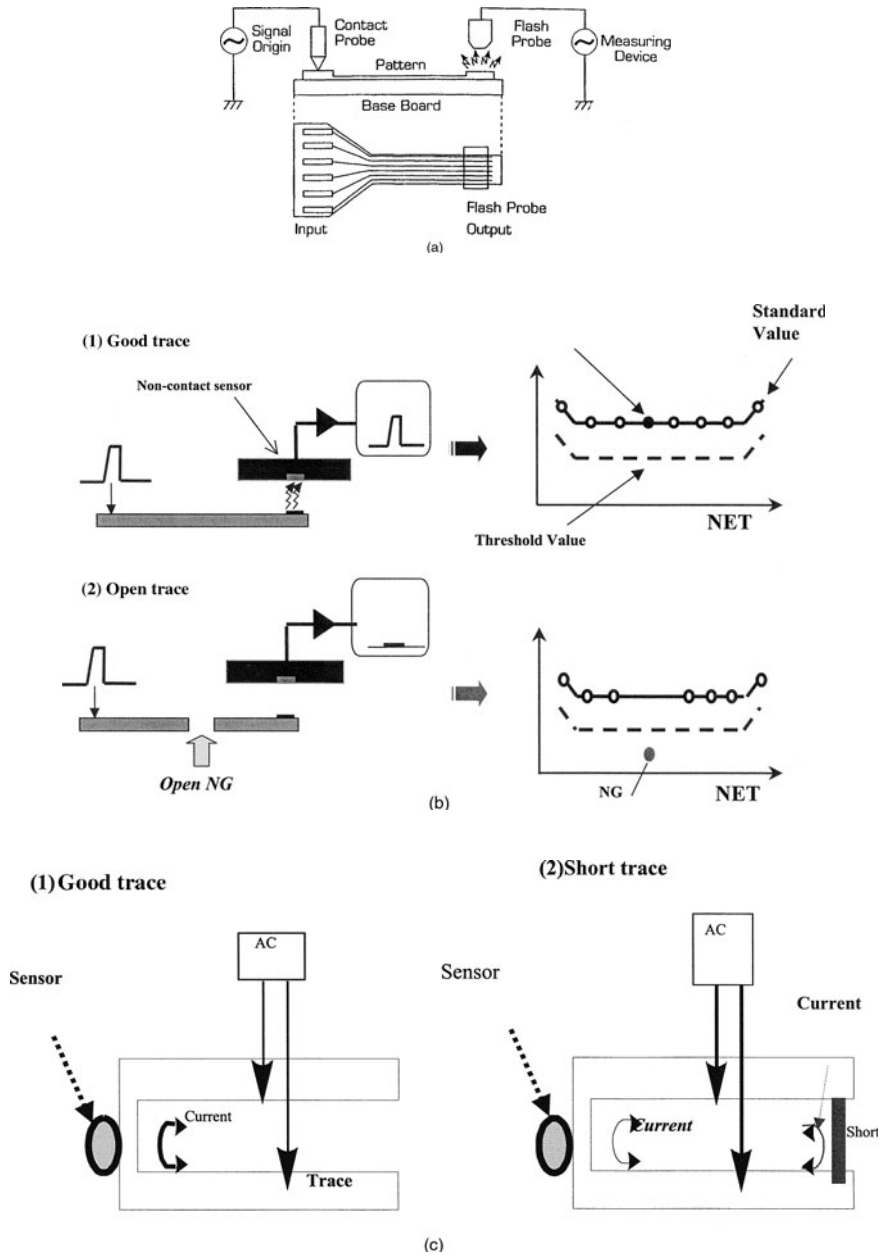 Signal
Origin
Contact
Probe
Flash
Probe
Measuring
Device
Pattern
Base Board
Input
Flash Probe
Output
(a)
(1) Good trace
Non-contact sensor
Standard
Value
Threshold Value
NET
(2) Open trace
Open NG
NG
NET
(b)
(1) Good trace
AC
Sensor
Current
Trace
(2)Short trace
AC
Sensor
Current
Current
Short
(c)